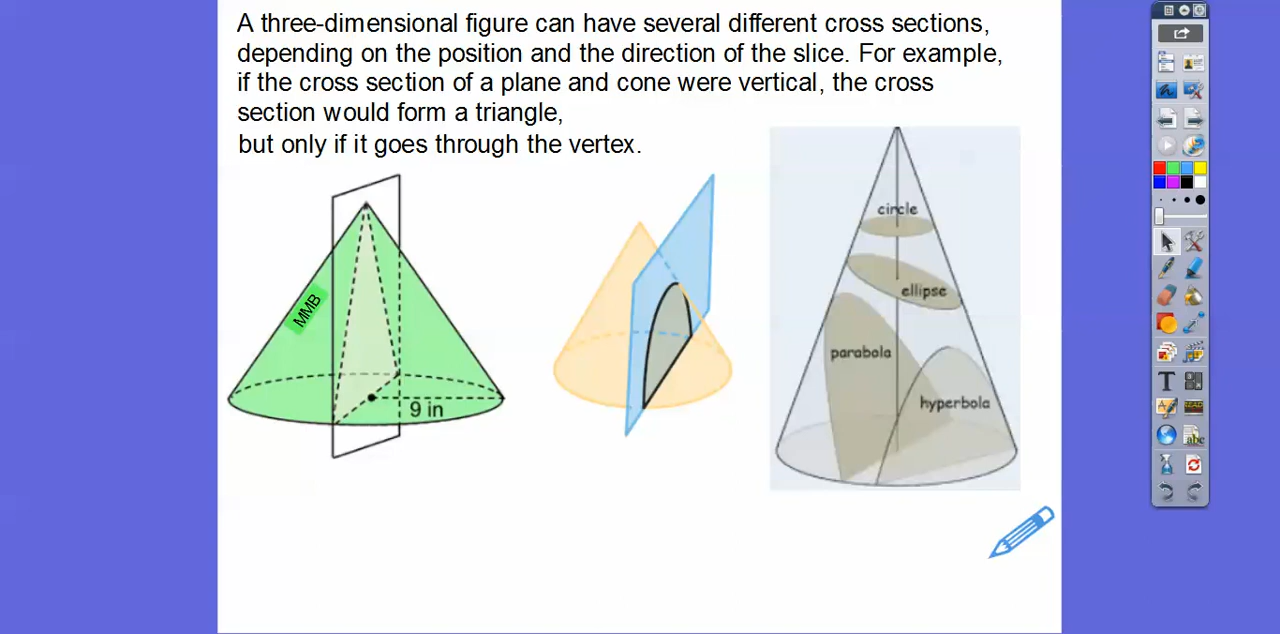 A three-dimensional figure can have several different cross sections,
depending on the position and the direction of the slice. For example,
if the cross section of a plane and cone were vertical, the cross
section would form a triangle,
but only if it goes through the vertex.
MMB
9 in
circle
ellipse
parabola
hyperbola
T
abc